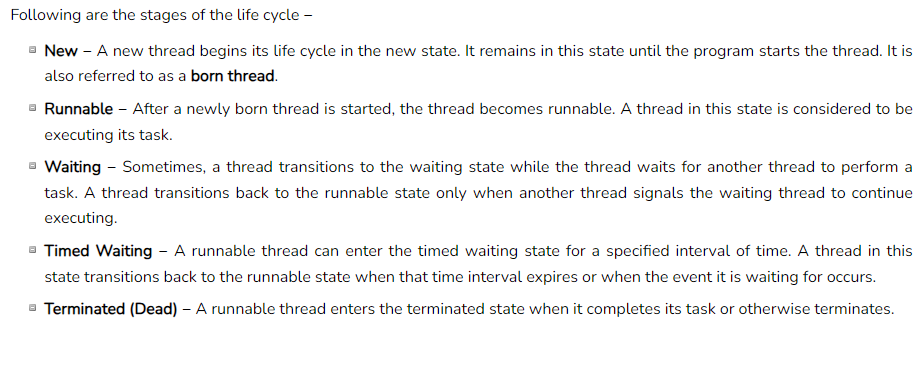 Following are the stages of the life cycle –
New – A new thread begins its life cycle in the new state. It remains in this state until the program starts the thread. It is
also referred to as a born thread.
Runnable – After a newly born thread is started, the thread becomes runnable. A thread in this state is considered to be
executing its task.
Waiting – Sometimes, a thread transitions to the waiting state while the thread waits for another thread to perform a
task. A thread transitions back to the runnable state only when another thread signals the waiting thread to continue
executing.
Timed Waiting – A runnable thread can enter the timed waiting state for a specified interval of time. A thread in this
state transitions back to the runnable state when that time interval expires or when the event it is waiting for occurs.
Terminated (Dead) – A runnable thread enters the terminated state when it completes its task or otherwise terminates.